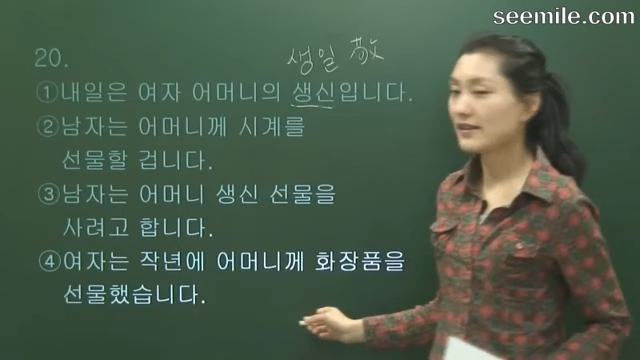 seemile.com
20.
생일 敬
①내일은 여자 어머니의 생신입니다.
②남자는 어머니께 시계를
선물할 겁니다.
③남자는 어머니 생신 선물을
사려고 합니다.
④여자는 작년에 어머니께 화장품을
선물했습니다.